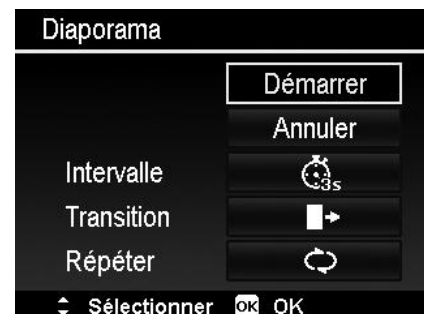 Diaporama
Démarrer
Annuler
Intervalle 3s
Transition
Répéter
Sélectionner OK OK